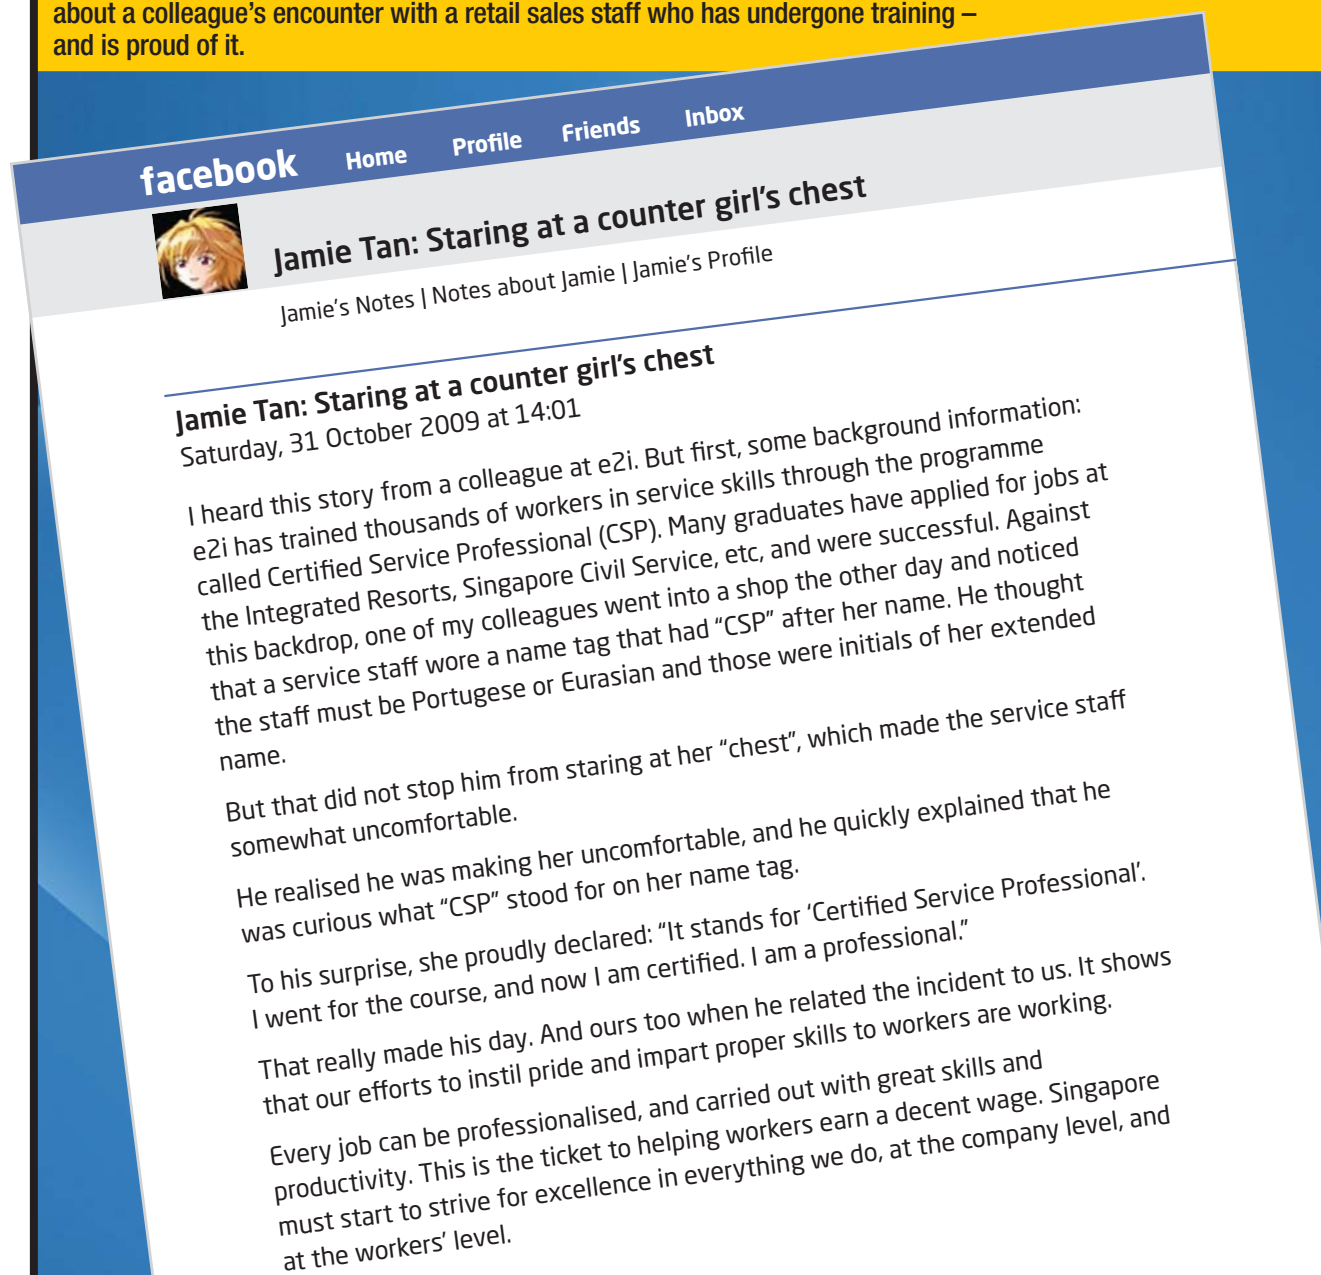 about a colleague's encounter with a retail sales staff who has undergone training –
and is proud of it.
facebook Home Profile Friends Inbox
Jamie Tan: Staring at a counter girl's chest
Jamie's Notes | Notes about Jamie | Jamie's Profile
Jamie Tan: Staring at a counter girl's chest
Saturday, 31 October 2009 at 14:01
I heard this story from a colleague at e2i. But first, some background information:
e2i has trained thousands of workers in service skills through the programme
called Certified Service Professional (CSP). Many graduates have applied for jobs at
the Integrated Resorts, Singapore Civil Service, etc, and were successful. Against
this backdrop, one of my colleagues went into a shop the other day and noticed
that a service staff wore a name tag that had "CSP" after her name. He thought
the staff must be Portugese or Eurasian and those were initials of her extended
name.
But that did not stop him from staring at her "chest", which made the service staff
somewhat uncomfortable.
He realised he was making her uncomfortable, and he quickly explained that he
was curious what "CSP" stood for on her name tag.
To his surprise, she proudly declared: "It stands for 'Certified Service Professional'.
I went for the course, and now I am certified. I am a professional."
That really made his day. And ours too when he related the incident to us. It shows
that our efforts to instil pride and impart proper skills to workers are working.
Every job can be professionalised, and carried out with great skills and
productivity. This is the ticket to helping workers earn a decent wage. Singapore
must start to strive for excellence in everything we do, at the company level, and
at the workers' level.